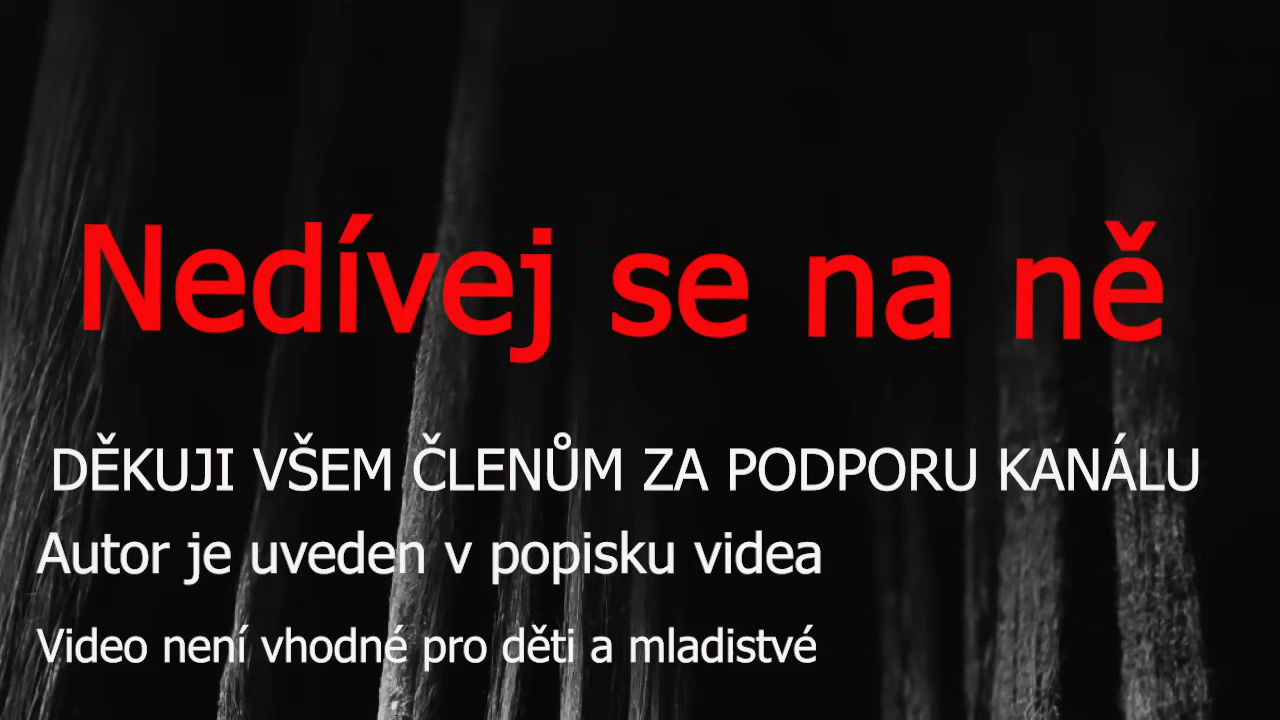 Nedívej se na ně
DĚKUJI VŠEM ČLENŮM ZA PODPORU KANÁLU
Autor je uveden v popisku videa
Video není vhodné pro děti a mladistvé